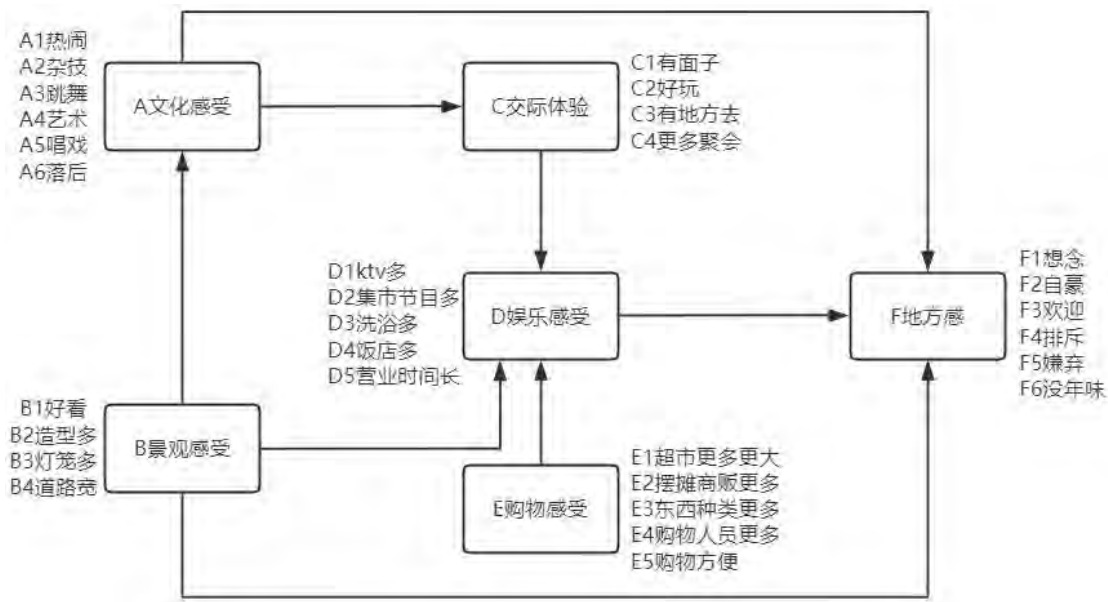 A1热闹
A2杂技
A3跳舞
A4艺术
A5唱戏
A6落后
A文化感受
C交际体验
C1有面子
C2好玩
C3有地方去
C4更多聚会
D1ktv多
D2集市节目多
D3洗浴多
D4饭店多
D5营业时间长
D娱乐感受
F地方感
F1想念
F2自豪
F3欢迎
F4排斥
F5嫌弃
F6没年味
B1好看
B2造型多
B3灯笼多
B4道路宽
B景观感受
E购物感受
E1超市更多更大
E2摆摊商贩更多
E3东西种类更多
E4购物人员更多
E5购物方便